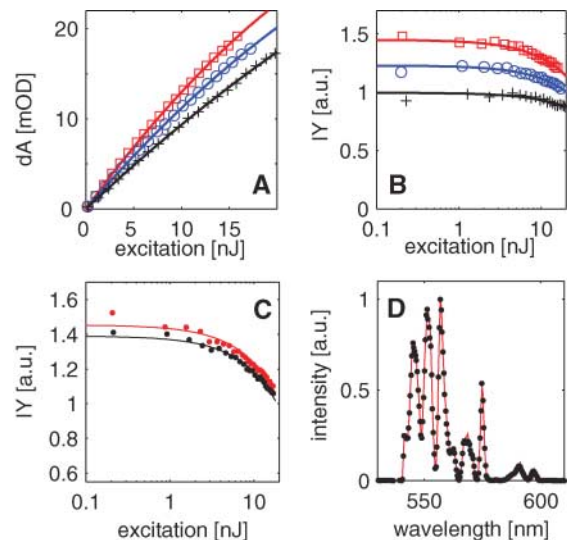 20
10
0
dA [mOD]
A
0 5 10 15
excitation [nJ]
1.5
1
0.5
0
IY [a.u.]
B
0.1 1 10
excitation [nJ]
1.6
1.4
1.2
1
0.8
0.6
IY [a.u.]
C
0.1 1 10
excitation [nJ]
1
0.5
0
intensity [a.u.]
D
550 600
wavelength [nm]